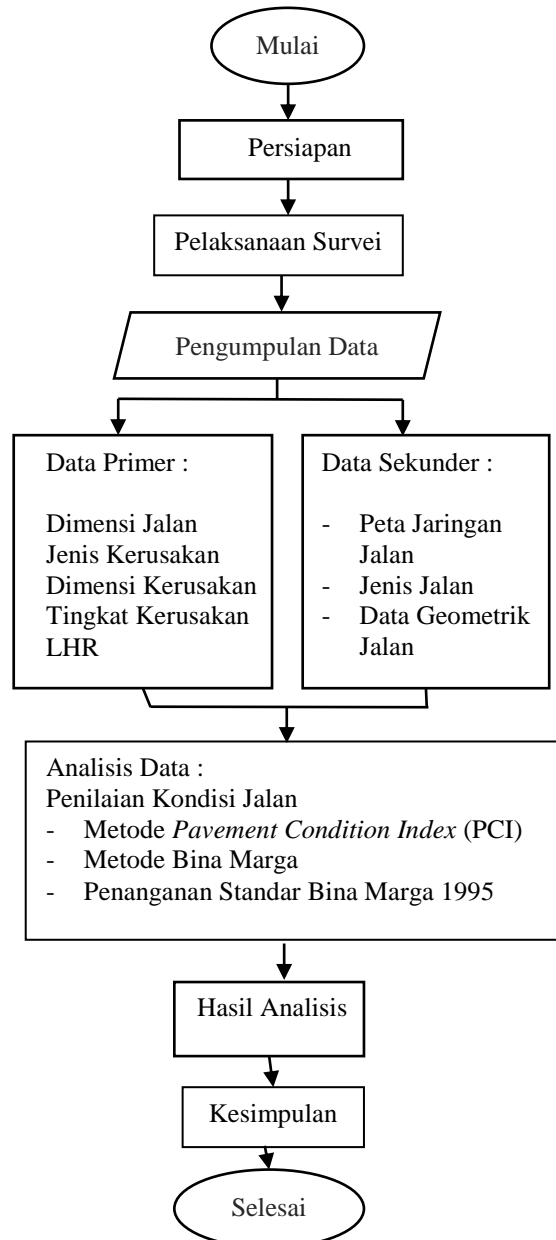 Mulai
Persiapan
Pelaksanaan Survei
Pengumpulan Data
Data Primer :
Dimensi Jalan
Jenis Kerusakan
Dimensi Kerusakan
Tingkat Kerusakan
LHR
Data Sekunder :
- Peta Jaringan
Jalan
- Jenis Jalan
- Data Geometrik
Jalan
Analisis Data :
Penilaian Kondisi Jalan
- Metode Pavement Condition Index (PCI)
- Metode Bina Marga
- Penanganan Standar Bina Marga 1995
Hasil Analisis
Kesimpulan
Selesai